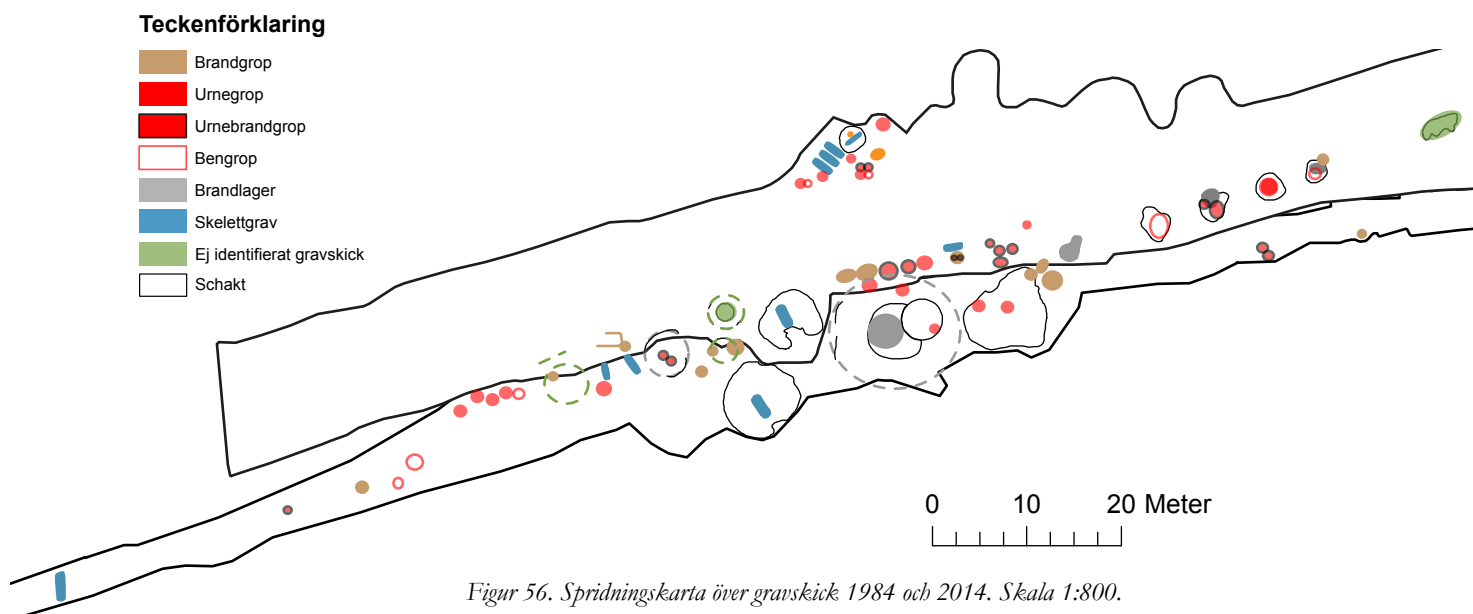 Teckenförklaring
Brandgrop
Urnegrop
Urnebrandgrop
Bengrop
Brandlager
Skelettgrav
Ej identifierat gravskick
Schakt
0 10 20 Meter
Figur 56. Spridningskarta över gravskick 1984 och 2014. Skala 1:800.